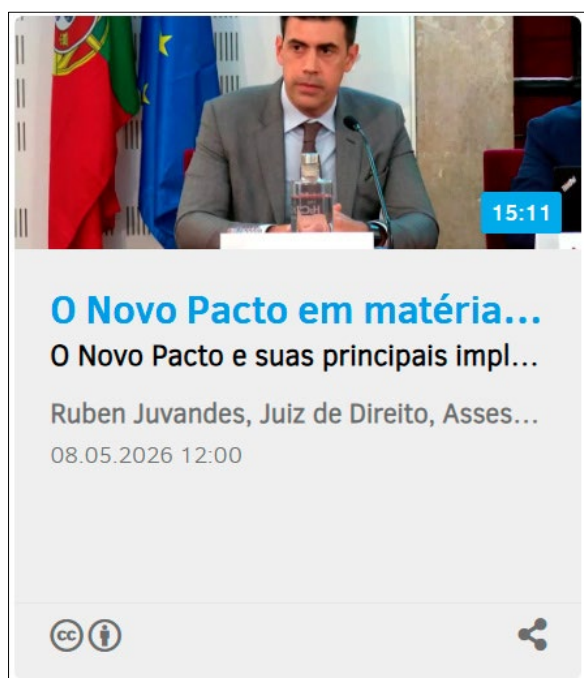 15:11
O Novo Pacto em matéria...
O Novo Pacto e suas principais impl...
Ruben Juvandes, Juiz de Direito, Asses...
08.05.2026 12:00
cc